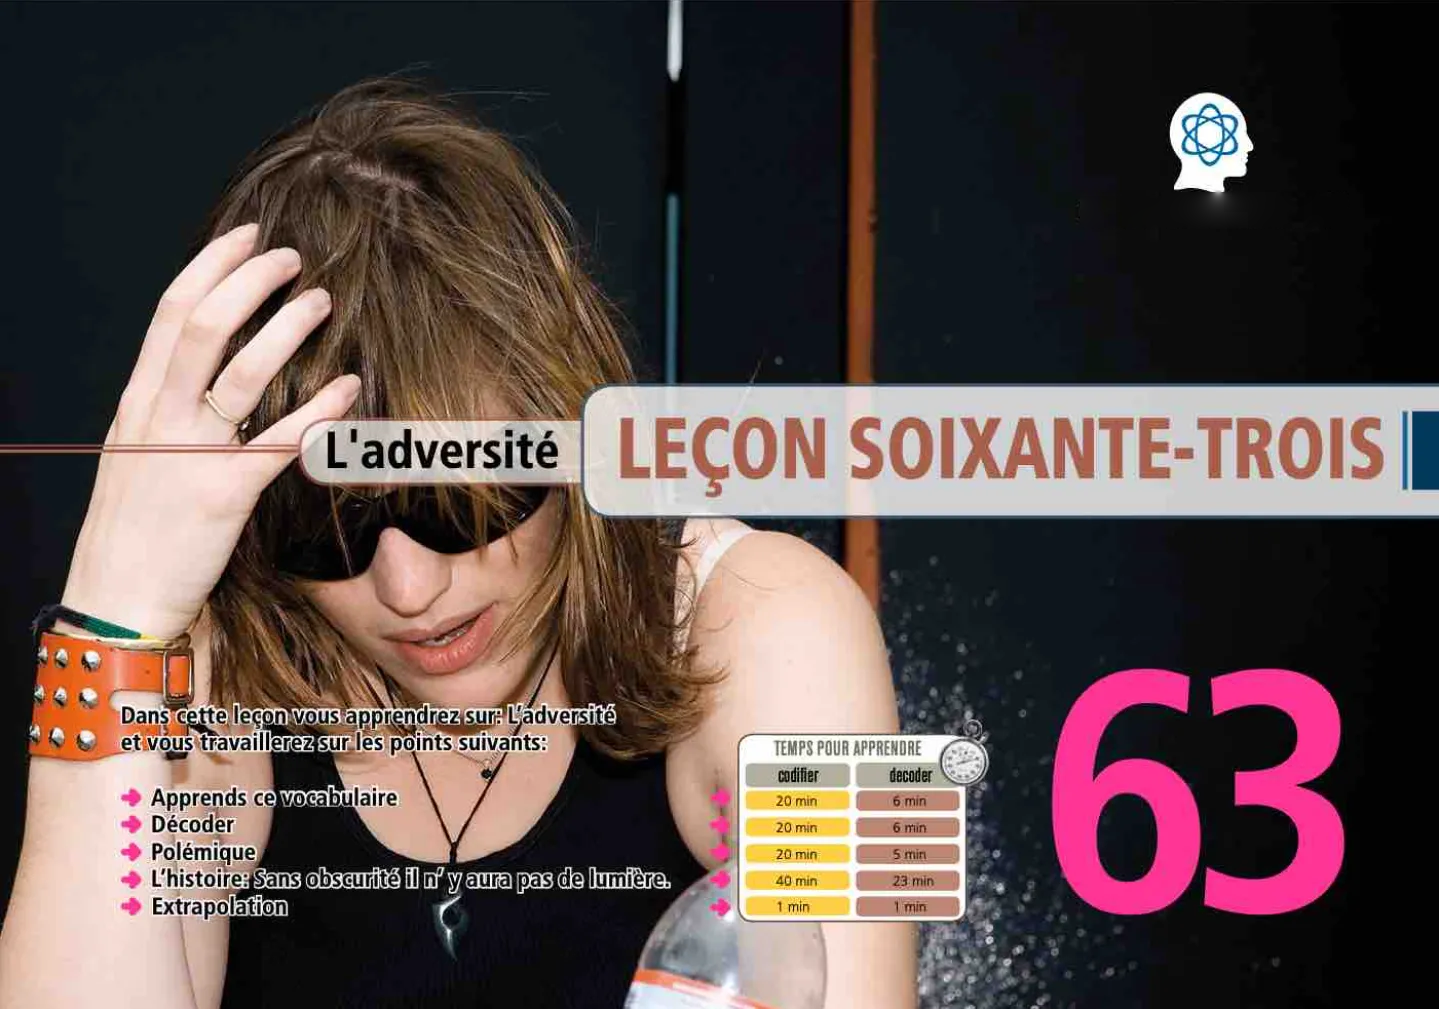 L'adversité
LEÇON SOIXANTE-TROIS
Dans cette leçon vous apprendrez sur: L'adversité
et vous travaillerez sur les points suivants:
Apprends ce vocabulaire
Décoder
Polémique
L'histoire: Sans obscurité il n' y aura pas de lumière.
Extrapolation
TEMPS POUR APPRENDRE
codifier decoder
20 min 6 min
20 min 6 min
20 min 5 min
40 min 23 min
1 min 1 min
63